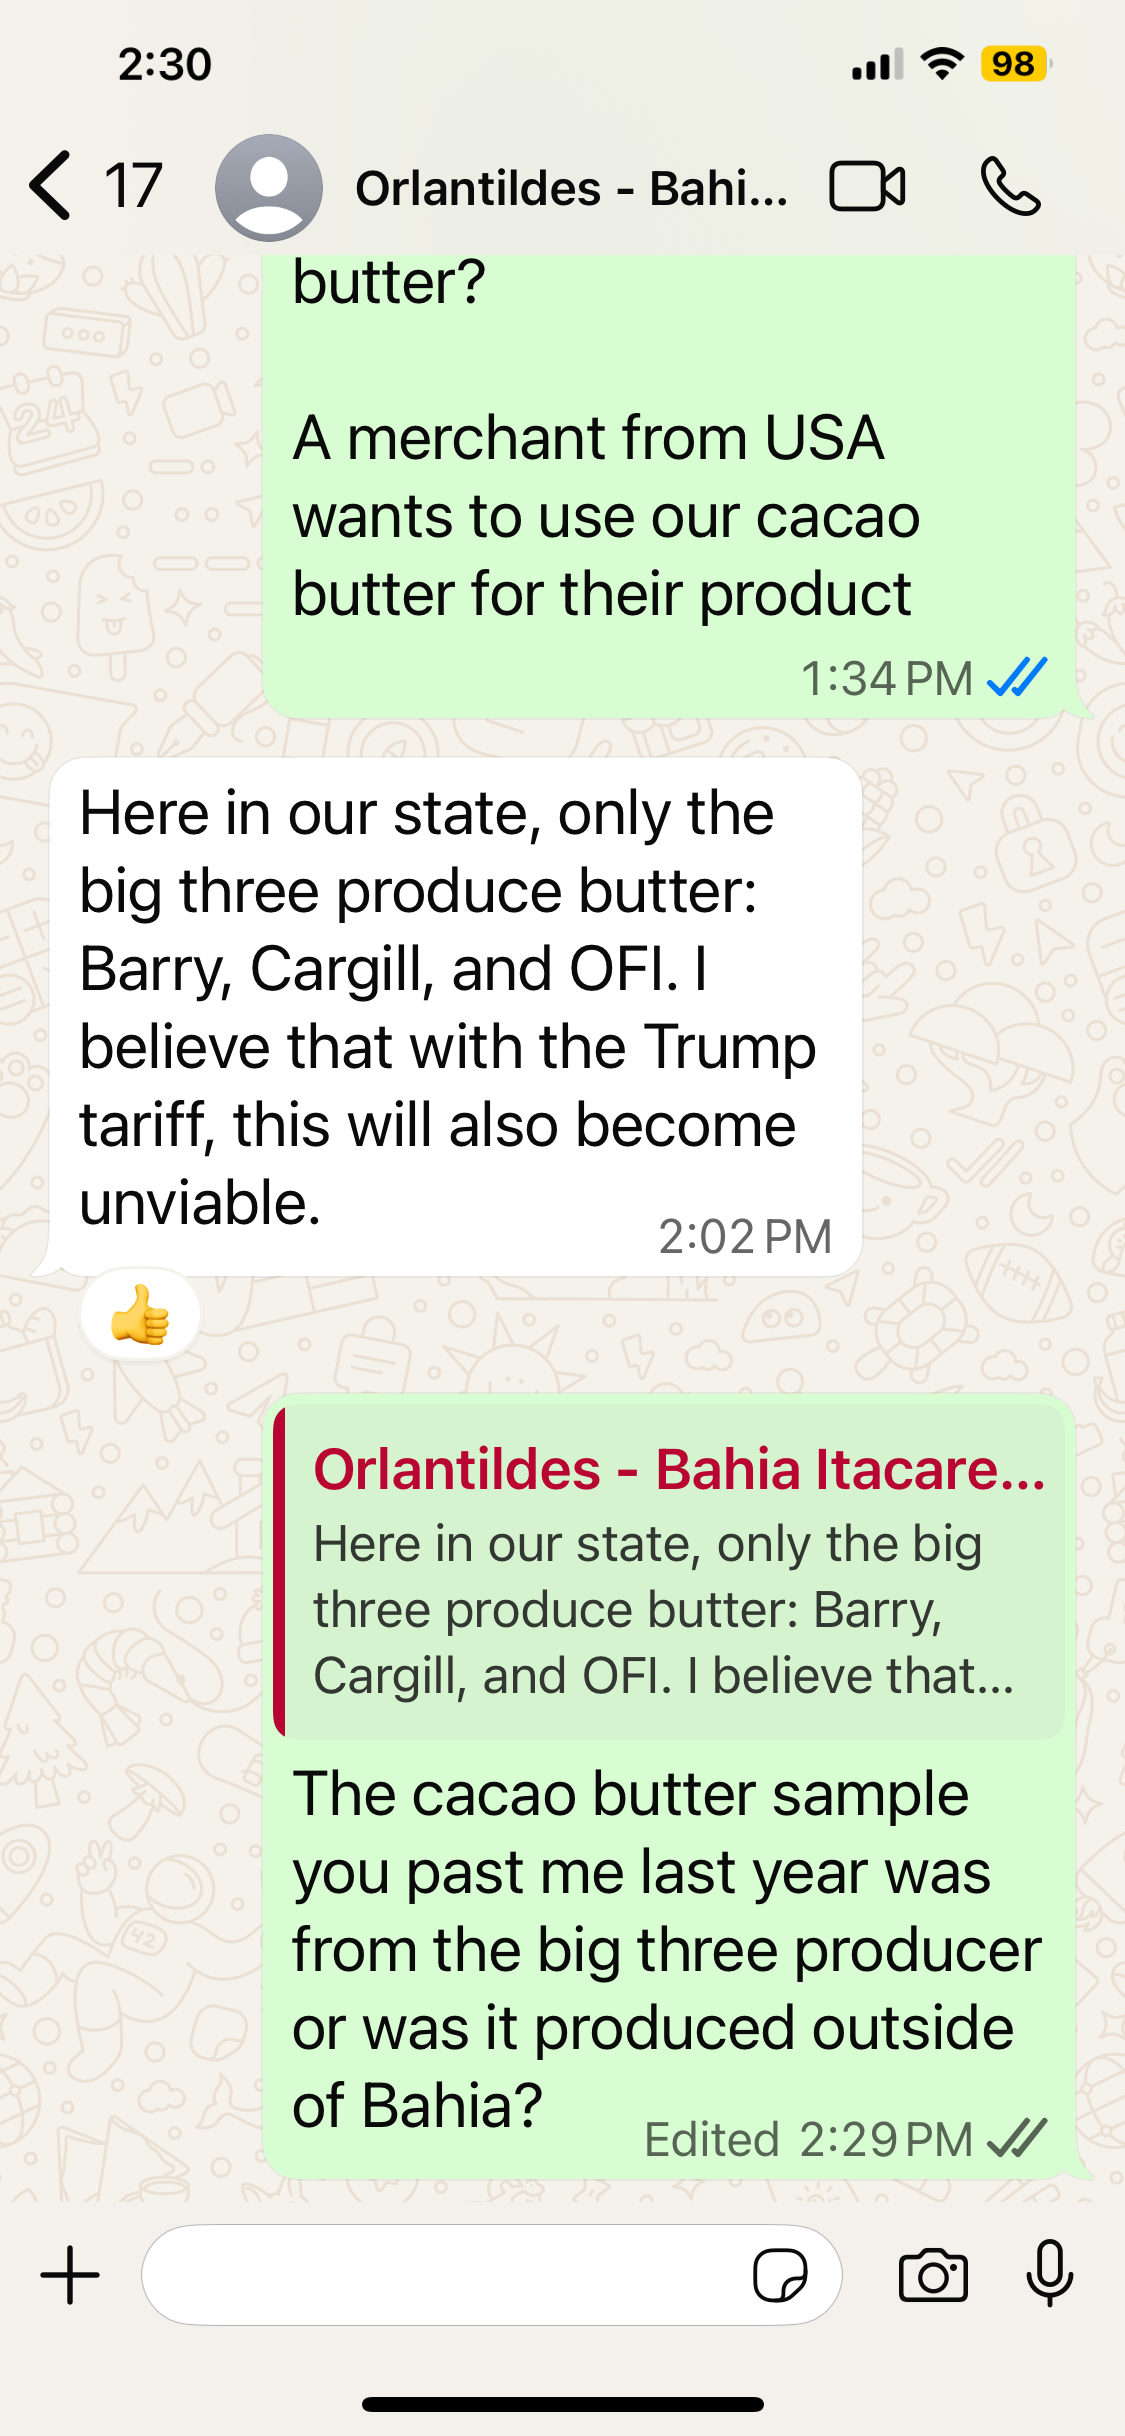 2:30
98
17
Orlantildes - Bahi...
butter?
A merchant from USA
wants to use our cacao
butter for their product
1:34 PM
Here in our state, only the
big three produce butter:
Barry, Cargill, and OFI. I
believe that with the Trump
tariff, this will also become
unviable.
2:02 PM
Orlantildes - Bahia Itacare...
Here in our state, only the big
three produce butter: Barry,
Cargill, and OFI. I believe that...
The cacao butter sample
you past me last year was
from the big three producer
or was it produced outside
of Bahia?
Edited 2:29 PM